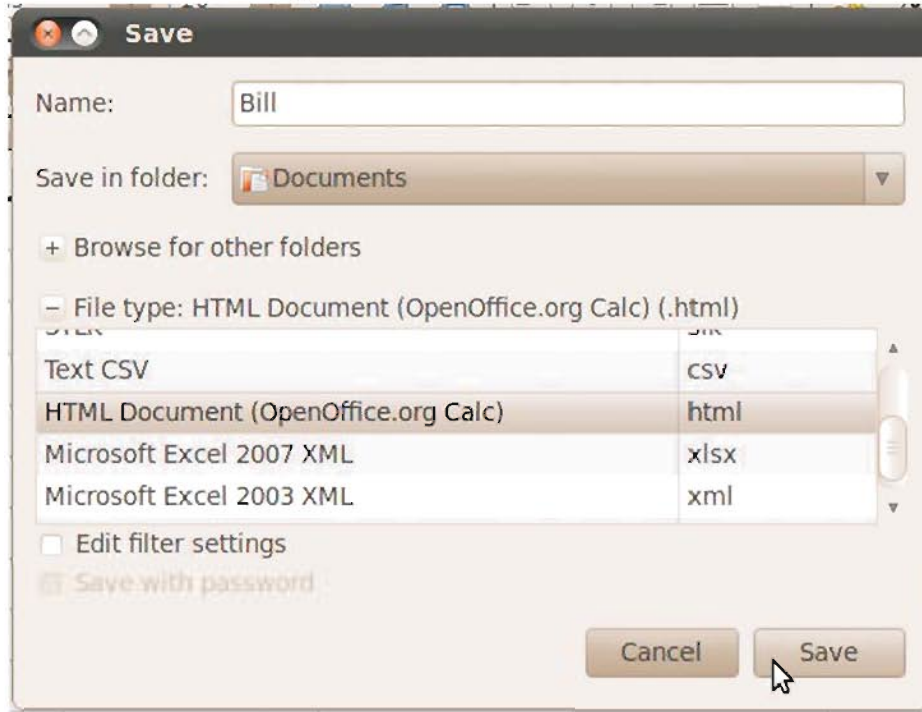 Save
Name: Bill
Save in folder: Documents
+ Browse for other folders
− File type: HTML Document (OpenOffice.org Calc) (.html)
Text CSV csv
HTML Document (OpenOffice.org Calc) html
Microsoft Excel 2007 XML xlsx
Microsoft Excel 2003 XML xml
Edit filter settings
Save with password
Cancel Save